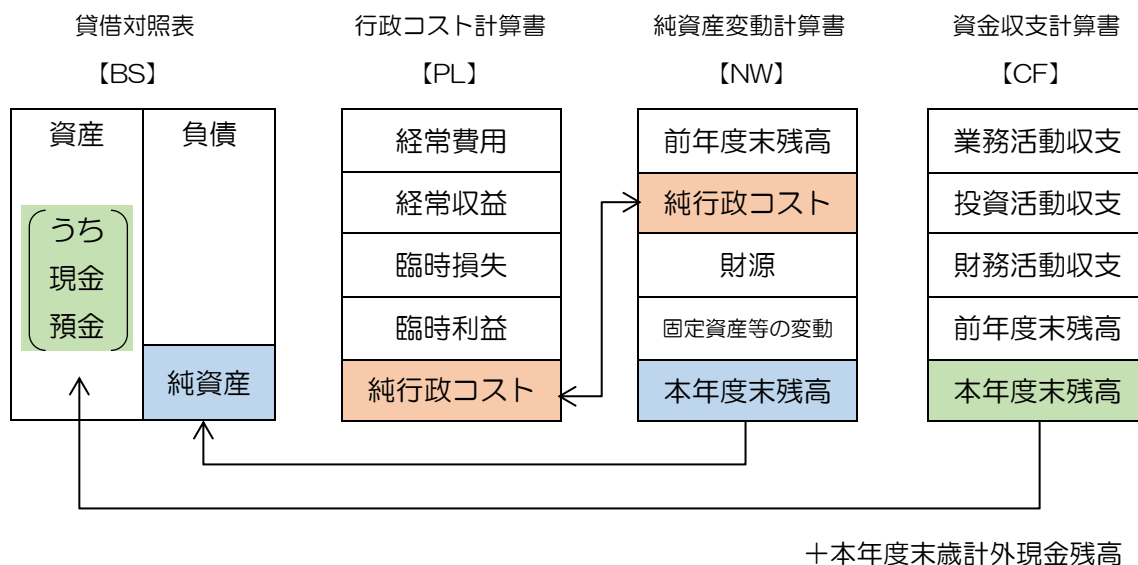 貸借対照表
【BS】
資産
負債
うち
現金
預金
純資産
行政コスト計算書
【PL】
経常費用
経常収益
臨時損失
臨時利益
純行政コスト
純資産変動計算書
【NW】
前年度末残高
純行政コスト
財源
固定資産等の変動
本年度末残高
資金収支計算書
【CF】
業務活動収支
投資活動収支
財務活動収支
前年度末残高
本年度末残高
＋本年度末歳計外現金残高